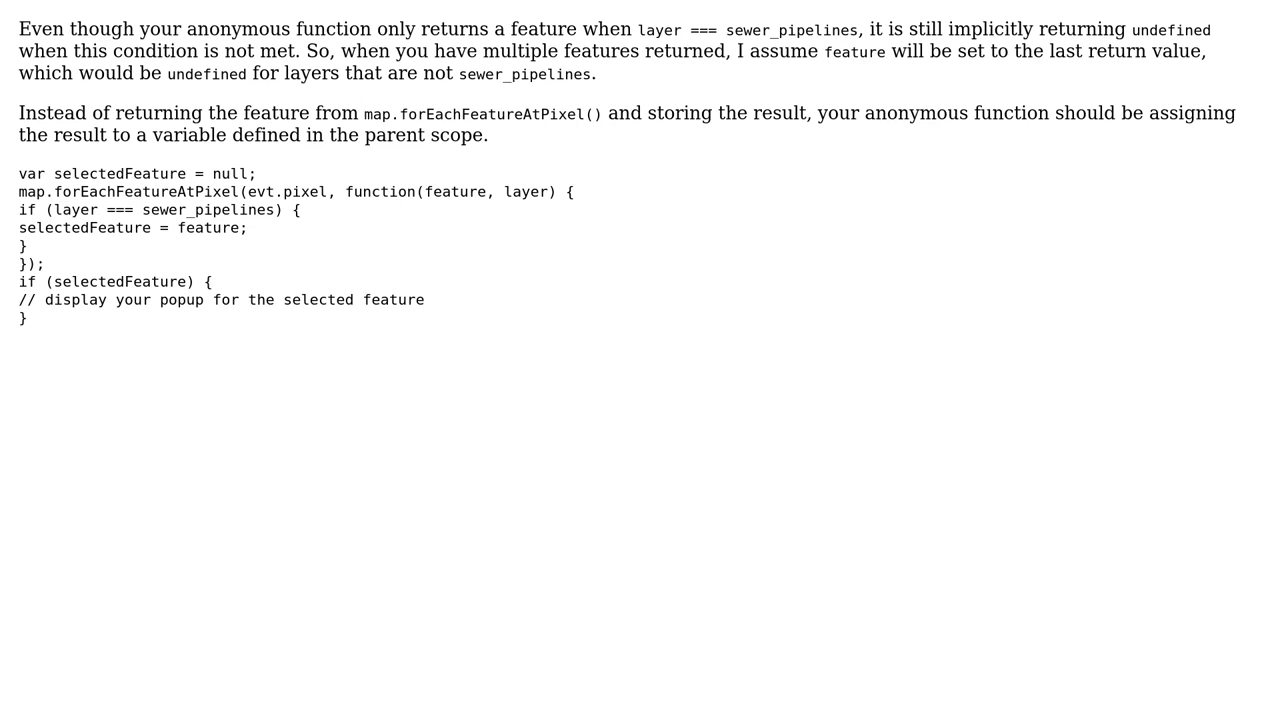 Even though your anonymous function only returns a feature when layer === sewer_pipelines, it is still implicitly returning undefined
when this condition is not met. So, when you have multiple features returned, I assume feature will be set to the last return value,
which would be undefined for layers that are not sewer_pipelines.
Instead of returning the feature from map.forEachFeatureAtPixel() and storing the result, your anonymous function should be assigning
the result to a variable defined in the parent scope.
var selectedFeature = null;
map.forEachFeatureAtPixel(evt.pixel, function(feature, layer) {
if (layer === sewer_pipelines) {
selectedFeature = feature;
}
});
if (selectedFeature) {
// display your popup for the selected feature
}